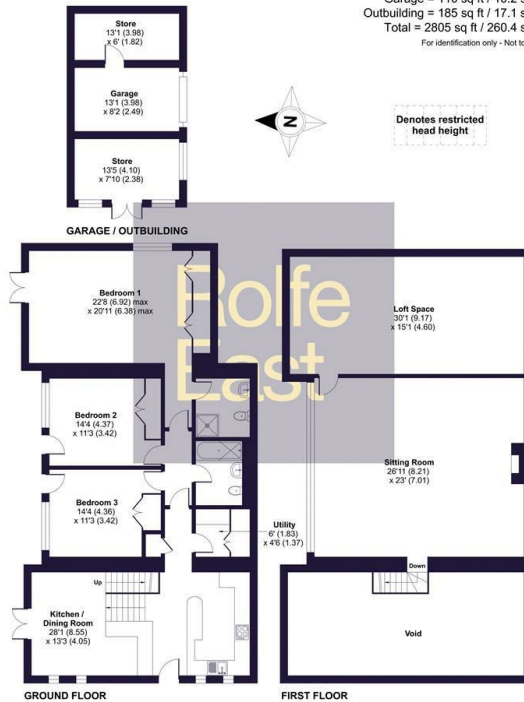 Garage = 110 sq ft / 10.2 s
Outbuilding = 185 sq ft / 17.1 s
Total = 2805 sq ft / 260.4 s
For identification only - Not to
Store
13'1 (3.98)
x 6' (1.82)
Garage
13'1 (3.98)
x 8'2 (2.49)
Store
13'5 (4.10)
x 7'10 (2.38)
GARAGE / OUTBUILDING
N
Denotes restricted
head height
Rolfe
East
Bedroom 1
22'8 (6.92) max
x 20'11 (6.38) max
Bedroom 2
14'4 (4.37)
x 11'3 (3.42)
Bedroom 3
14'4 (4.36)
x 11'3 (3.42)
Utility
6' (1.83)
x 4'6 (1.37)
Up
Kitchen /
Dining Room
28'1 (8.55)
x 13'3 (4.05)
GROUND FLOOR
Loft Space
30'1 (9.17)
x 15'1 (4.60)
Sitting Room
26'11 (8.21)
x 23' (7.01)
Down
Void
FIRST FLOOR